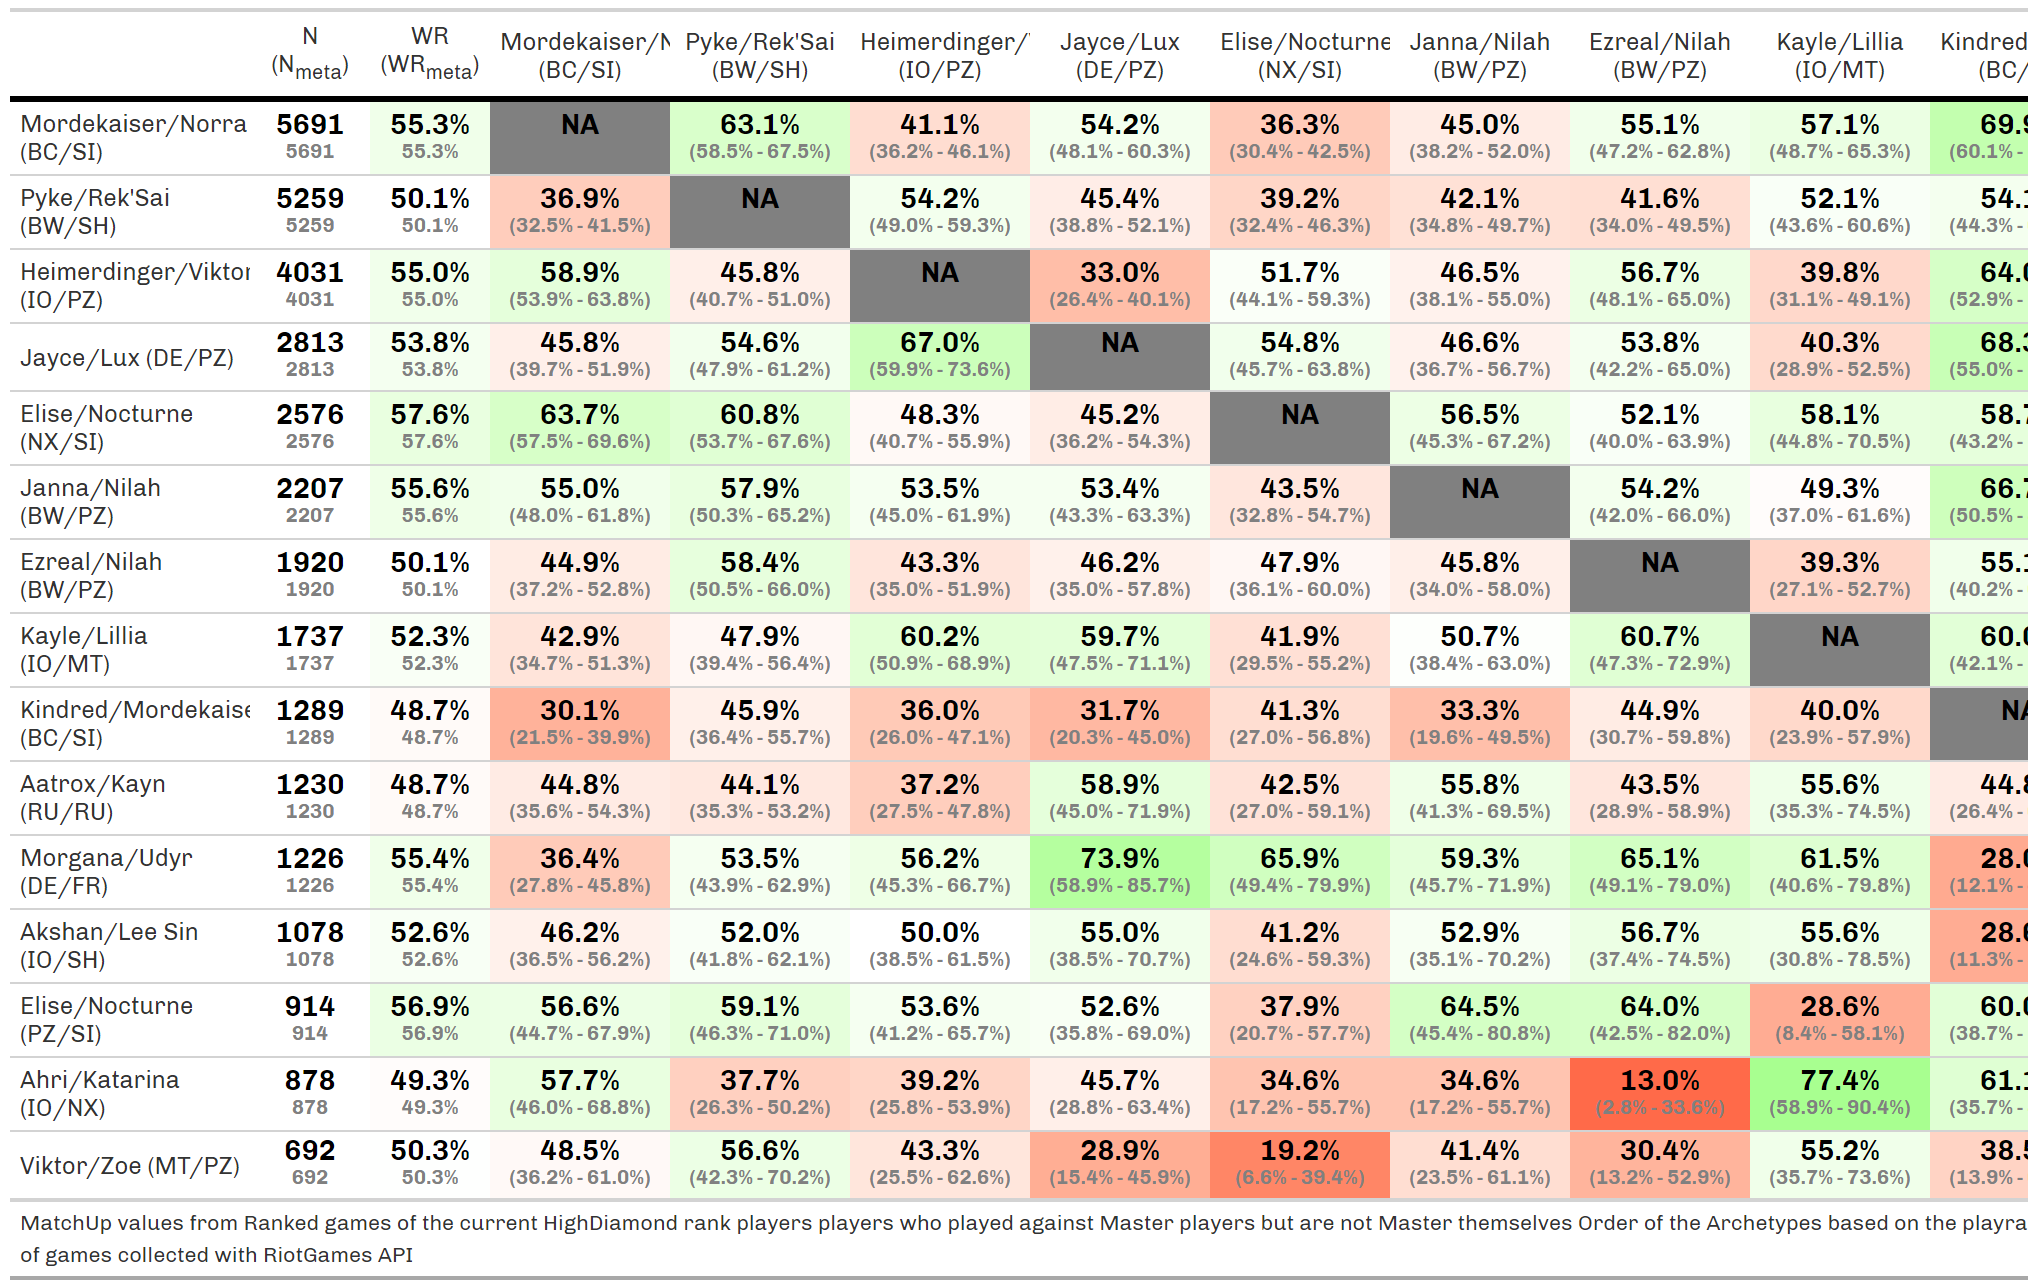 N WR Mordekaiser/N Pyke/Rek'Sai Heimerdinger/ Jayce/Lux Elise/Nocturne Janna/Nilah Ezreal/Nilah Kayle/Lillia Kindred
(Nmeta) (WRmeta) (BC/SI) (BW/SH) (IO/PZ) (DE/PZ) (NX/SI) (BW/PZ) (BW/PZ) (IO/MT) (BC/
Mordekaiser/Norra 5691 55.3% NA 63.1% 41.1% 54.2% 36.3% 45.0% 55.1% 57.1% 69.9
(BC/SI) 5691 55.3% (58.5% - 67.5%) (36.2% - 46.1%) (48.1% - 60.3%) (30.4% - 42.5%) (38.2% - 52.0%) (47.2% - 62.8%) (48.7% - 65.3%) (60.1% -
Pyke/Rek'Sai 5259 50.1% 36.9% NA 54.2% 45.4% 39.2% 42.1% 41.6% 52.1% 54.1
(BW/SH) 5259 50.1% (32.5% - 41.5%) (49.0% - 59.3%) (38.8% - 52.1%) (32.4% - 46.3%) (34.8% - 49.7%) (34.0% - 49.5%) (43.6% - 60.6%) (44.3% -
Heimerdinger/Viktor 4031 55.0% 58.9% 45.8% NA 33.0% 51.7% 46.5% 56.7% 39.8% 64.0
(IO/PZ) 4031 55.0% (53.9% - 63.8%) (40.7% - 51.0%) (26.4% - 40.1%) (44.1% - 59.3%) (38.1% - 55.0%) (48.1% - 65.0%) (31.1% - 49.1%) (52.9% -
Jayce/Lux (DE/PZ) 2813 53.8% 45.8% 54.6% 67.0% NA 54.8% 46.6% 53.8% 40.3% 68.3
2813 53.8% (39.7% - 51.9%) (47.9% - 61.2%) (59.9% - 73.6%) (45.7% - 63.8%) (36.7% - 56.7%) (42.2% - 65.0%) (28.9% - 52.5%) (55.0% -
Elise/Nocturne 2576 57.6% 63.7% 60.8% 48.3% 45.2% NA 56.5% 52.1% 58.1% 58.7
(NX/SI) 2576 57.6% (57.5% - 69.6%) (53.7% - 67.6%) (40.7% - 55.9%) (36.2% - 54.3%) (45.3% - 67.2%) (40.0% - 63.9%) (44.8% - 70.5%) (43.2% -
Janna/Nilah 2207 55.6% 55.0% 57.9% 53.5% 53.4% 43.5% NA 54.2% 49.3% 66.7
(BW/PZ) 2207 55.6% (48.0% - 61.8%) (50.3% - 65.2%) (45.0% - 61.9%) (43.3% - 63.3%) (32.8% - 54.7%) (42.0% - 66.0%) (37.0% - 61.6%) (50.5% -
Ezreal/Nilah 1920 50.1% 44.9% 58.4% 43.3% 46.2% 47.9% 45.8% NA 39.3% 55.1
(BW/PZ) 1920 50.1% (37.2% - 52.8%) (50.5% - 66.0%) (35.0% - 51.9%) (35.0% - 57.8%) (36.1% - 60.0%) (34.0% - 58.0%) (27.1% - 52.7%) (40.2% -
Kayle/Lillia 1737 52.3% 42.9% 47.9% 60.2% 59.7% 41.9% 50.7% 60.7% NA 60.0
(IO/MT) 1737 52.3% (34.7% - 51.3%) (39.4% - 56.4%) (50.9% - 68.9%) (47.5% - 71.1%) (29.5% - 55.2%) (38.4% - 63.0%) (47.3% - 72.9%) (42.1% -
Kindred/Mordekaise 1289 48.7% 30.1% 45.9% 36.0% 31.7% 41.3% 33.3% 44.9% 40.0% NA
(BC/SI) 1289 48.7% (21.5% - 39.9%) (36.4% - 55.7%) (26.0% - 47.1%) (20.3% - 45.0%) (27.0% - 56.8%) (19.6% - 49.5%) (30.7% - 59.8%) (23.9% - 57.9%)
Aatrox/Kayn 1230 48.7% 44.8% 44.1% 37.2% 58.9% 42.5% 55.8% 43.5% 55.6% 44.8
(RU/RU) 1230 48.7% (35.6% - 54.3%) (35.3% - 53.2%) (27.5% - 47.8%) (45.0% - 71.9%) (27.0% - 59.1%) (41.3% - 69.5%) (28.9% - 58.9%) (35.3% - 74.5%) (26.4% -
Morgana/Udyr 1226 55.4% 36.4% 53.5% 56.2% 73.9% 65.9% 59.3% 65.1% 61.5% 28.0
(DE/FR) 1226 55.4% (27.8% - 45.8%) (43.9% - 62.9%) (45.3% - 66.7%) (58.9% - 85.7%) (49.4% - 79.9%) (45.7% - 71.9%) (49.1% - 79.0%) (40.6% - 79.8%) (12.1% -
Akshan/Lee Sin 1078 52.6% 46.2% 52.0% 50.0% 55.0% 41.2% 52.9% 56.7% 55.6% 28.6
(IO/SH) 1078 52.6% (36.5% - 56.2%) (41.8% - 62.1%) (38.5% - 61.5%) (38.5% - 70.7%) (24.6% - 59.3%) (35.1% - 70.2%) (37.4% - 74.5%) (30.8% - 78.5%) (11.3% -
Elise/Nocturne 914 56.9% 56.6% 59.1% 53.6% 52.6% 37.9% 64.5% 64.0% 28.6% 60.0
(PZ/SI) 914 56.9% (44.7% - 67.9%) (46.3% - 71.0%) (41.2% - 65.7%) (35.8% - 69.0%) (20.7% - 57.7%) (45.4% - 80.8%) (42.5% - 82.0%) (8.4% - 58.1%) (38.7% -
Ahri/Katarina 878 49.3% 57.7% 37.7% 39.2% 45.7% 34.6% 34.6% 13.0% 77.4% 61.1
(IO/NX) 878 49.3% (46.0% - 68.8%) (26.3% - 50.2%) (25.8% - 53.9%) (28.8% - 63.4%) (17.2% - 55.7%) (17.2% - 55.7%) (2.8% - 33.6%) (58.9% - 90.4%) (35.7% -
Viktor/Zoe (MT/PZ) 692 50.3% 48.5% 56.6% 43.3% 28.9% 19.2% 41.4% 30.4% 55.2% 38.5
692 50.3% (36.2% - 61.0%) (42.3% - 70.2%) (25.5% - 62.6%) (15.4% - 45.9%) (6.6% - 39.4%) (23.5% - 61.1%) (13.2% - 52.9%) (35.7% - 73.6%) (13.9% -
MatchUp values from Ranked games of the current HighDiamond rank players players who played against Master players but are not Master themselves Order of the Archetypes based on the playra
of games collected with RiotGames API